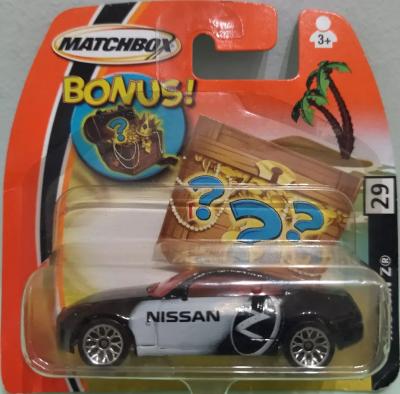 MATCHBOX
3+
BONUS!
?
? ? ?
29
Z®
NISSAN
Z